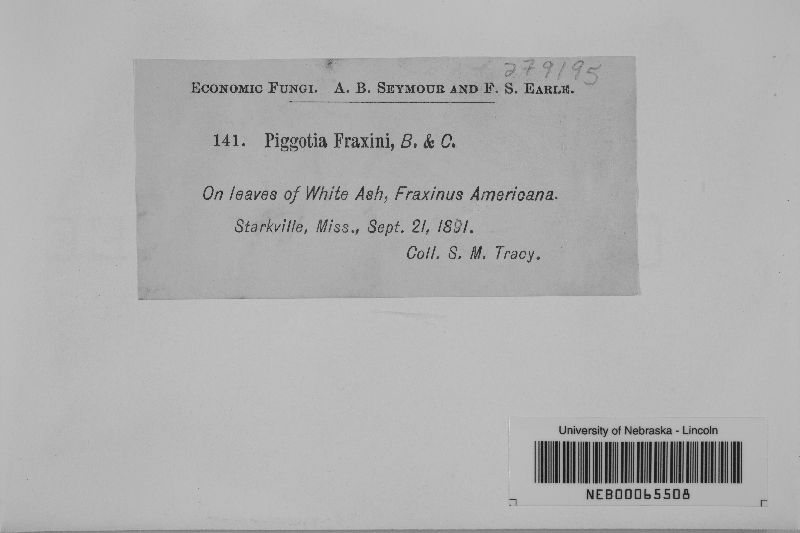 279195
Economic Fungi. A. B. Seymour and F. S. Earle.
141. Piggotia Fraxini, B. & C.
On leaves of White Ash, Fraxinus Americana.
Starkville, Miss., Sept. 21, 1891.
Coll. S. M. Tracy.
University of Nebraska - Lincoln
NEB00065508